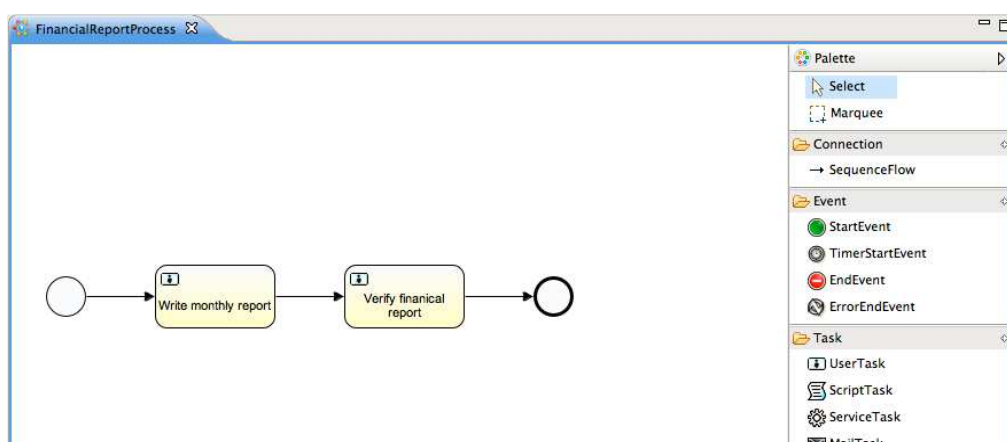 FinancialReportProcess
Palette
Select
Marquee
Connection
SequenceFlow
Event
StartEvent
TimerStartEvent
EndEvent
ErrorEndEvent
Task
UserTask
ScriptTask
ServiceTask
MailTask
Write monthly report
Verify finanical
report